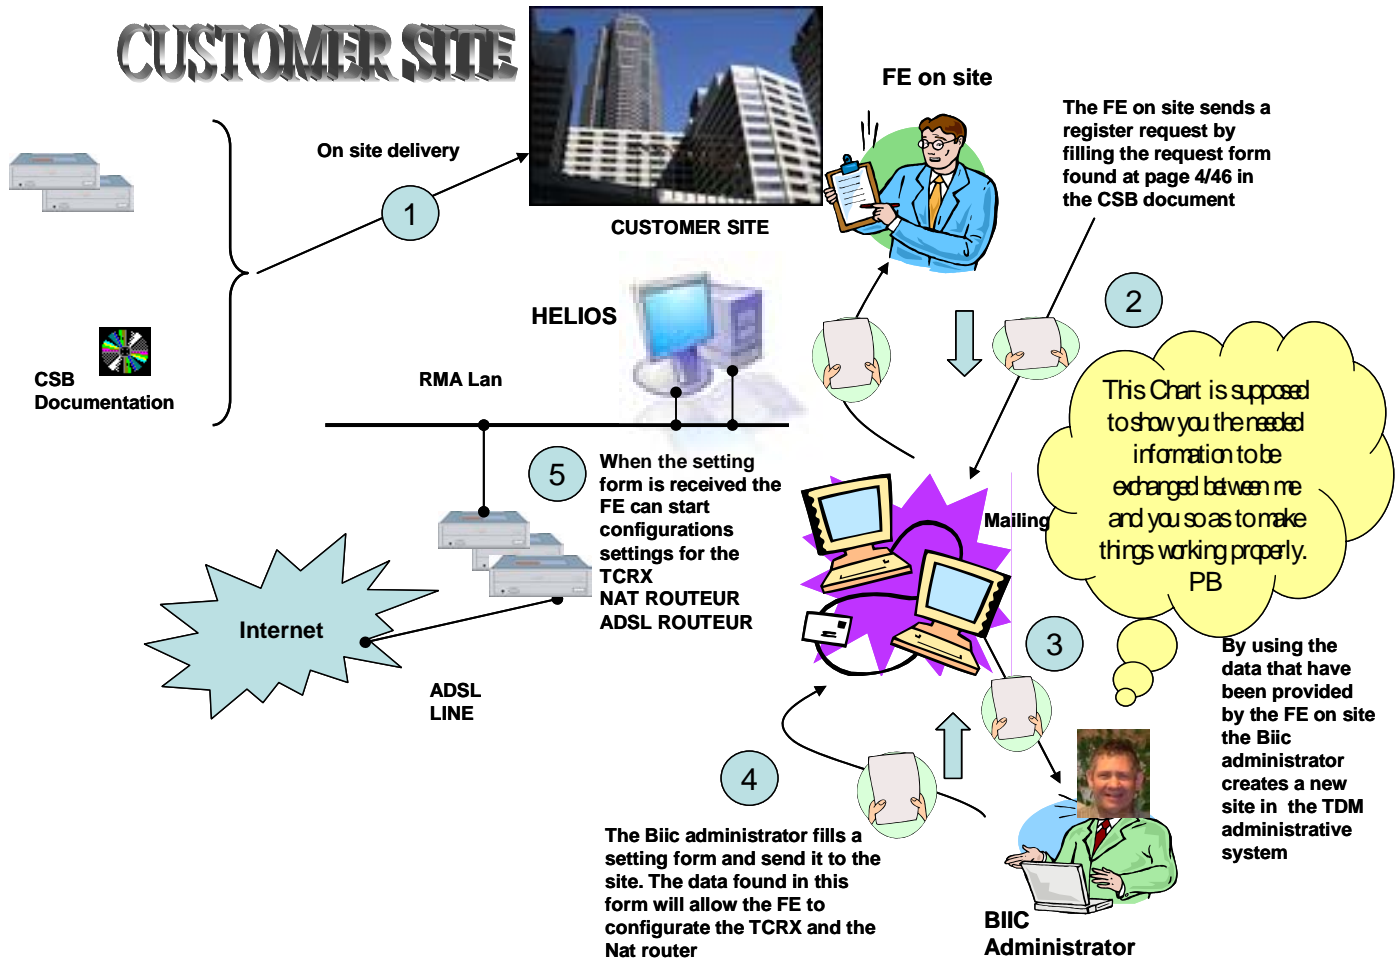 CUSTOMER SITE
FE on site
The FE on site sends a
register request by
filling the request form
found at page 4/46 in
the CSB document
On site delivery
1
CUSTOMER SITE
2
HELIOS
CSB
Documentation
RMA Lan
This Chart is supposed
to show you the needed
information to be
exchanged between me
and you so as to make
things working properly.
PB
5
When the setting
form is received the
FE can start
configurations
settings for the
TCRX
NAT ROUTEUR
ADSL ROUTEUR
Mailing
Internet
ADSL
LINE
3
By using the
data that have
been provided
by the FE on site
the Biic
administrator
creates a new
site in the TDM
administrative
system
4
The Biic administrator fills a
setting form and send it to the
site. The data found in this
form will allow the FE to
configurate the TCRX and the
Nat router
BIIC
Administrator